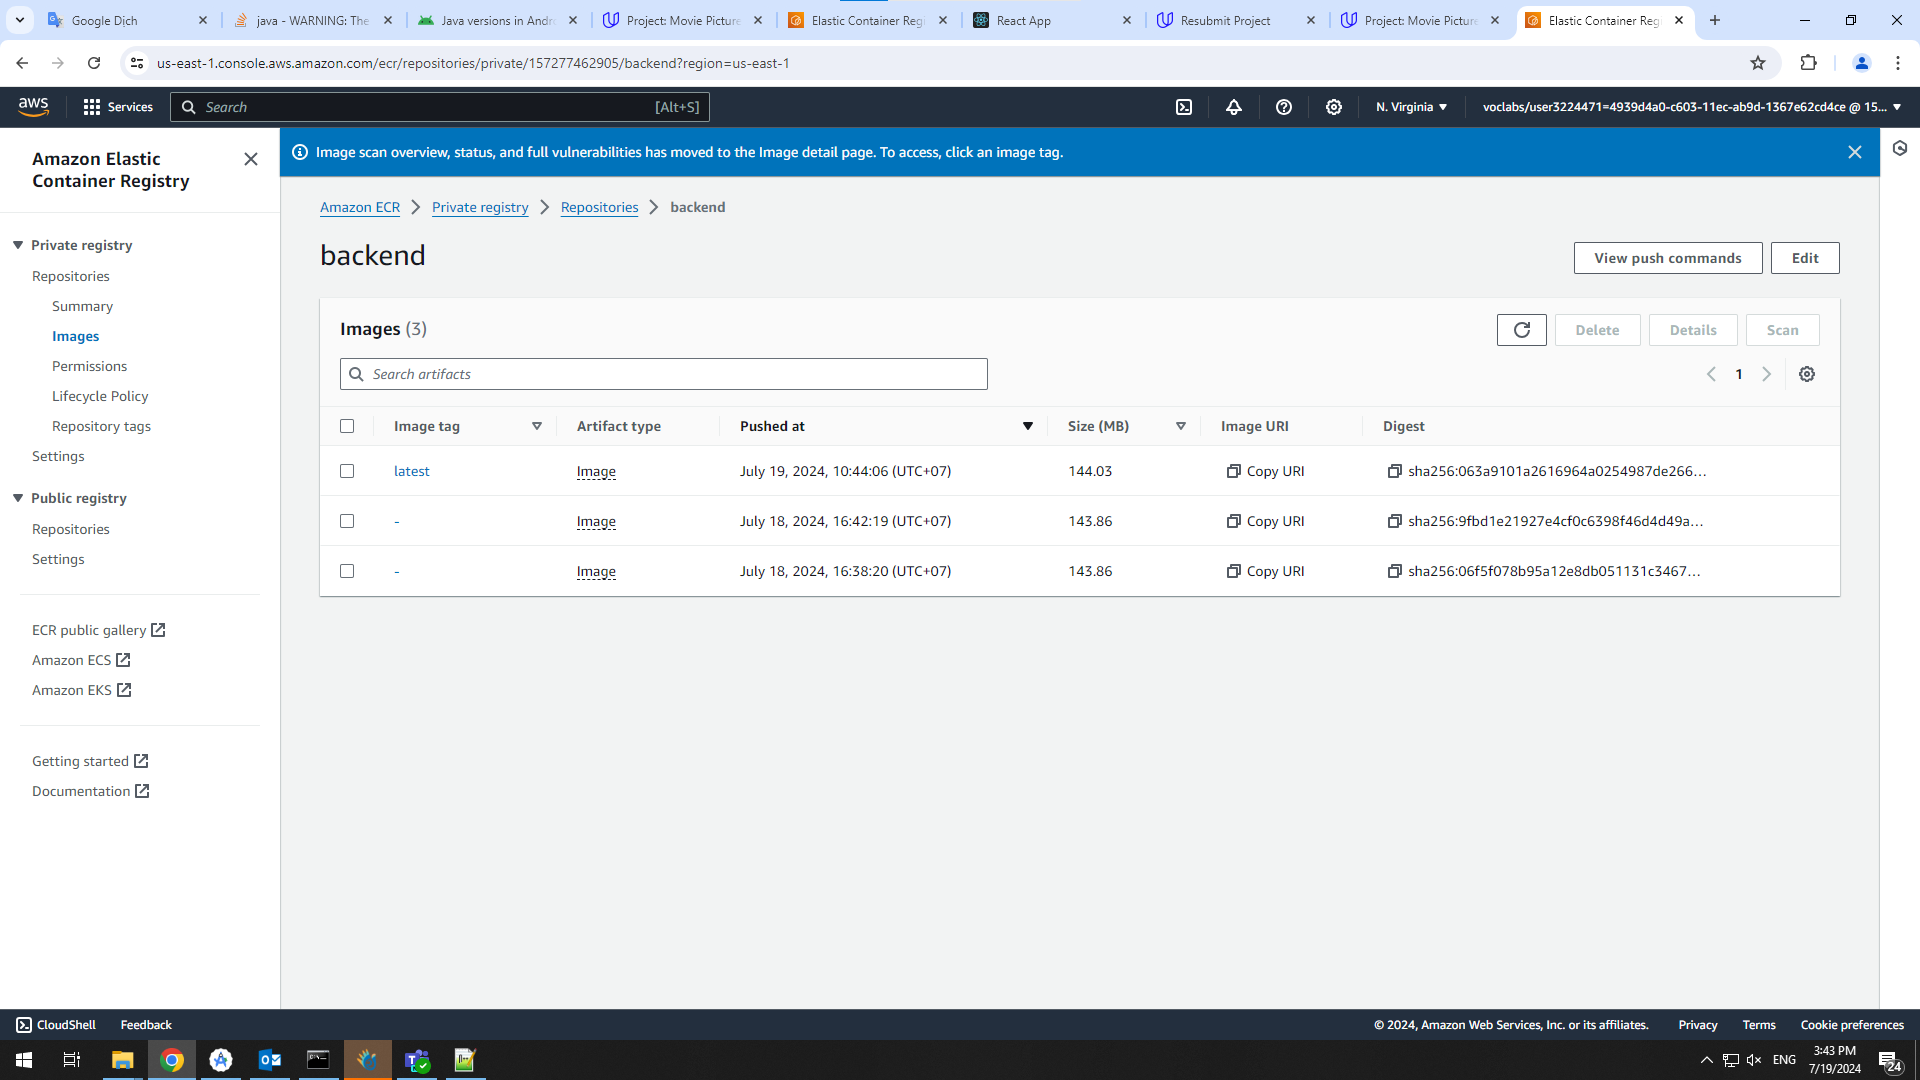 Google Dịch
java - WARNING: The
Java versions in Andro
Project: Movie Picture
Elastic Container Regi
React App
Resubmit Project
Project: Movie Picture
Elastic Container Regi
us-east-1.console.aws.amazon.com/ecr/repositories/private/157277462905/backend?region=us-east-1
aws
Services
Search
[Alt+S]
N. Virginia
voclabs/user3224471=4939d4a0-c603-11ec-ab9d-1367e62cd4ce @ 15...
Amazon Elastic
Container Registry
Private registry
Repositories
Summary
Images
Permissions
Lifecycle Policy
Repository tags
Settings
Public registry
Repositories
Settings
ECR public gallery
Amazon ECS
Amazon EKS
Getting started
Documentation
Image scan overview, status, and full vulnerabilities has moved to the Image detail page. To access, click an image tag.
Amazon ECR
Private registry
Repositories
backend
backend
View push commands
Edit
Images (3)
Delete
Details
Scan
Search artifacts
1
Image tag
Artifact type
Pushed at
Size (MB)
Image URI
Digest
latest
Image
July 19, 2024, 10:44:06 (UTC+07)
144.03
Copy URI
sha256:063a9101a2616964a0254987de266...
-
Image
July 18, 2024, 16:42:19 (UTC+07)
143.86
Copy URI
sha256:9fbd1e21927e4cf0c6398f46d4d49a...
-
Image
July 18, 2024, 16:38:20 (UTC+07)
143.86
Copy URI
sha256:06f5f078b95a12e8db051131c3467...
CloudShell
Feedback
© 2024, Amazon Web Services, Inc. or its affiliates.
Privacy
Terms
Cookie preferences
ENG
3:43 PM
7/19/2024
24